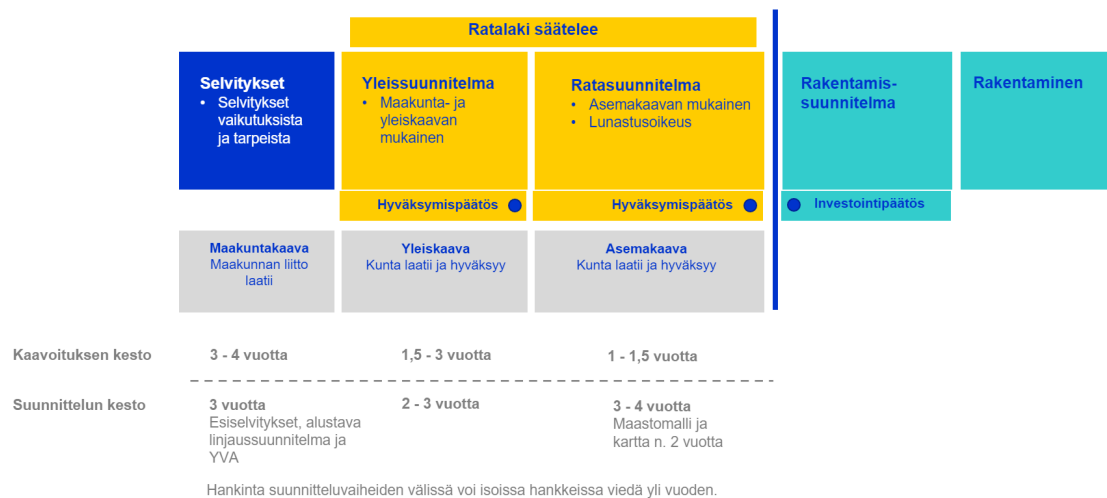 Ratalaki säätelee
Selvitykset
• Selvitykset
vaikutuksista
ja tarpeista
Yleissuunnitelma
• Maakunta- ja
yleiskaavan
mukainen
Ratasuunnitelma
• Asemakaavan mukainen
• Lunastusoikeus
Rakentamis-
suunnitelma
Rakentaminen
Hyväksymispäätös
Hyväksymispäätös
Investointipäätös
Maakuntakaava
Maakunnan liitto
laatii
Yleiskaava
Kunta laatii ja hyväksyy
Asemakaava
Kunta laatii ja hyväksyy
Kaavoituksen kesto
3 - 4 vuotta
1,5 - 3 vuotta
1 - 1,5 vuotta
Suunnittelun kesto
3 vuotta
Esiselvitykset, alustava
linjaussuunnitelma ja
YVA
2 - 3 vuotta
3 - 4 vuotta
Maastomalli ja
kartta n. 2 vuotta
Hankinta suunnitteluvaiheiden välissä voi isoissa hankkeissa viedä yli vuoden.